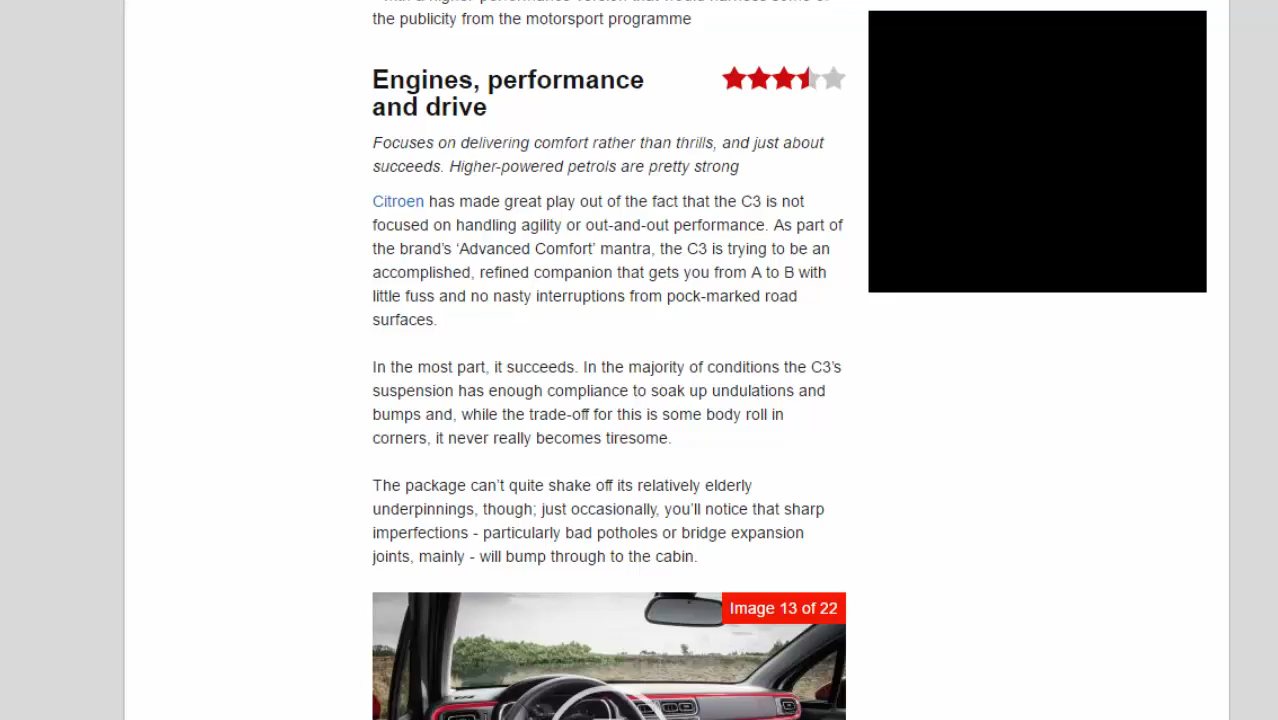 the publicity from the motorsport programme
Engines, performance
and drive
Focuses on delivering comfort rather than thrills, and just about
succeeds. Higher-powered petrols are pretty strong
Citroen has made great play out of the fact that the C3 is not
focused on handling agility or out-and-out performance. As part of
the brand’s ‘Advanced Comfort’ mantra, the C3 is trying to be an
accomplished, refined companion that gets you from A to B with
little fuss and no nasty interruptions from pock-marked road
surfaces.
In the most part, it succeeds. In the majority of conditions the C3’s
suspension has enough compliance to soak up undulations and
bumps and, while the trade-off for this is some body roll in
corners, it never really becomes tiresome.
The package can’t quite shake off its relatively elderly
underpinnings, though; just occasionally, you’ll notice that sharp
imperfections - particularly bad potholes or bridge expansion
joints, mainly - will bump through to the cabin.
Image 13 of 22